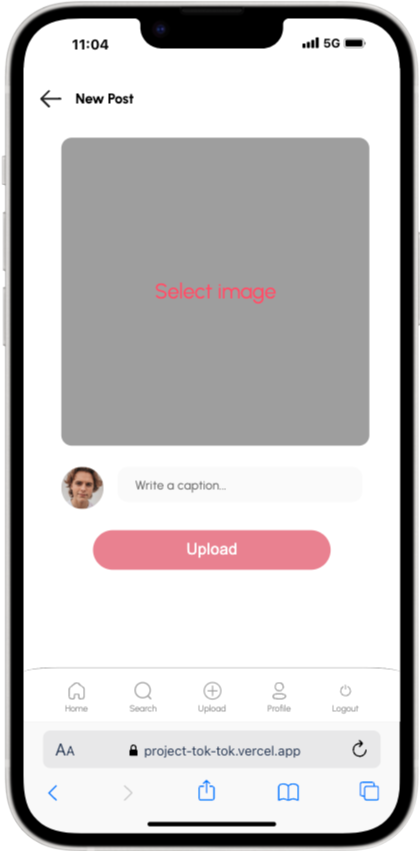 11:04 5G
New Post
Select image
Write a caption...
Upload
Home Search Upload Profile Logout
AA project-tok-tok.vercel.app